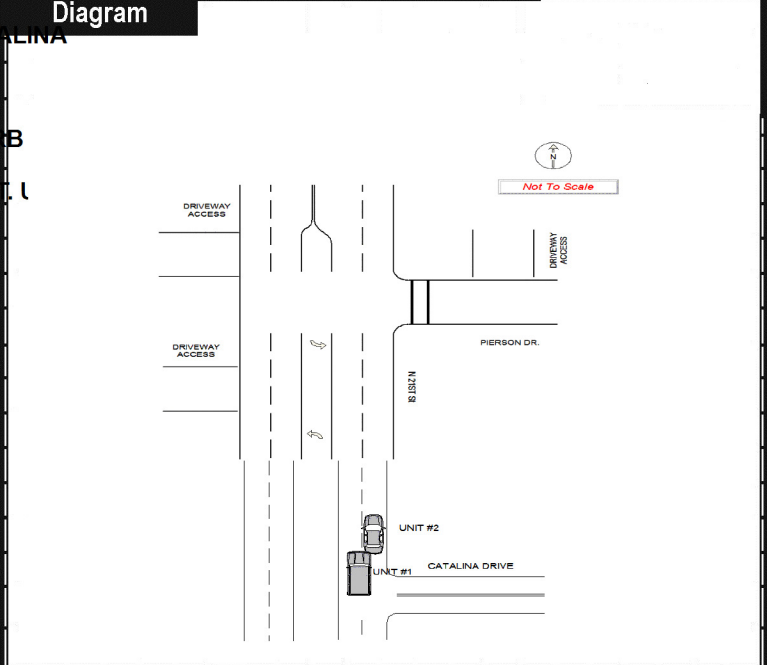 Diagram
ALINA
RB
N
Not To Scale
DRIVEWAY
ACCESS
DRIVEWAY
ACCESS
DRIVEWAY
ACCESS
PIERSON DR.
N 21ST St
UNIT #2
UNIT #1
CATALINA DRIVE